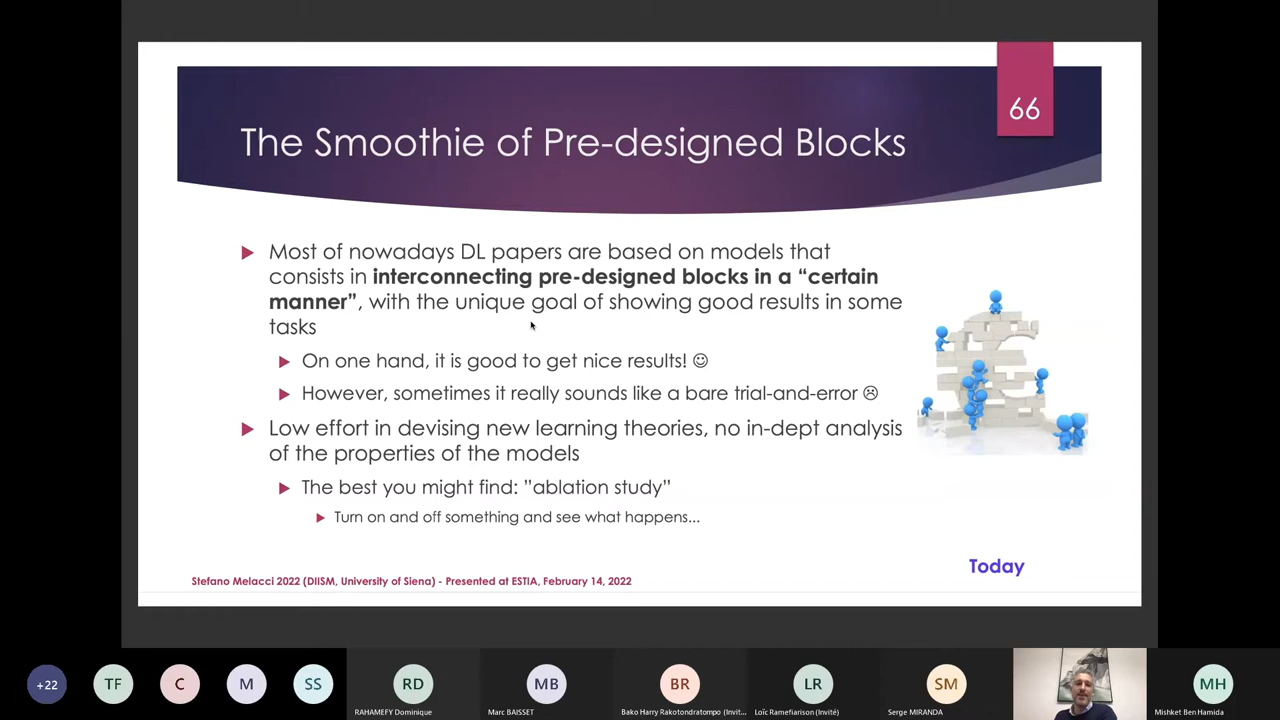 66
The Smoothie of Pre-designed Blocks
Most of nowadays DL papers are based on models that
consists in interconnecting pre-designed blocks in a “certain
manner”, with the unique goal of showing good results in some
tasks
On one hand, it is good to get nice results! ☺
However, sometimes it really sounds like a bare trial-and-error ☹
Low effort in devising new learning theories, no in-dept analysis
of the properties of the models
The best you might find: ”ablation study”
Turn on and off something and see what happens...
Today
Stefano Melacci 2022 (DIISM, University of Siena) - Presented at ESTIA, February 14, 2022
+22
TF
C
M
SS
RD
MB
BR
LR
SM
MH
RAHAMEFY Dominique
Marc BAISSET
Bako Harry Rakotondratompo (Invit...
Loïc Ramefiarison (Invité)
Serge MIRANDA
Mishket Ben Hamida